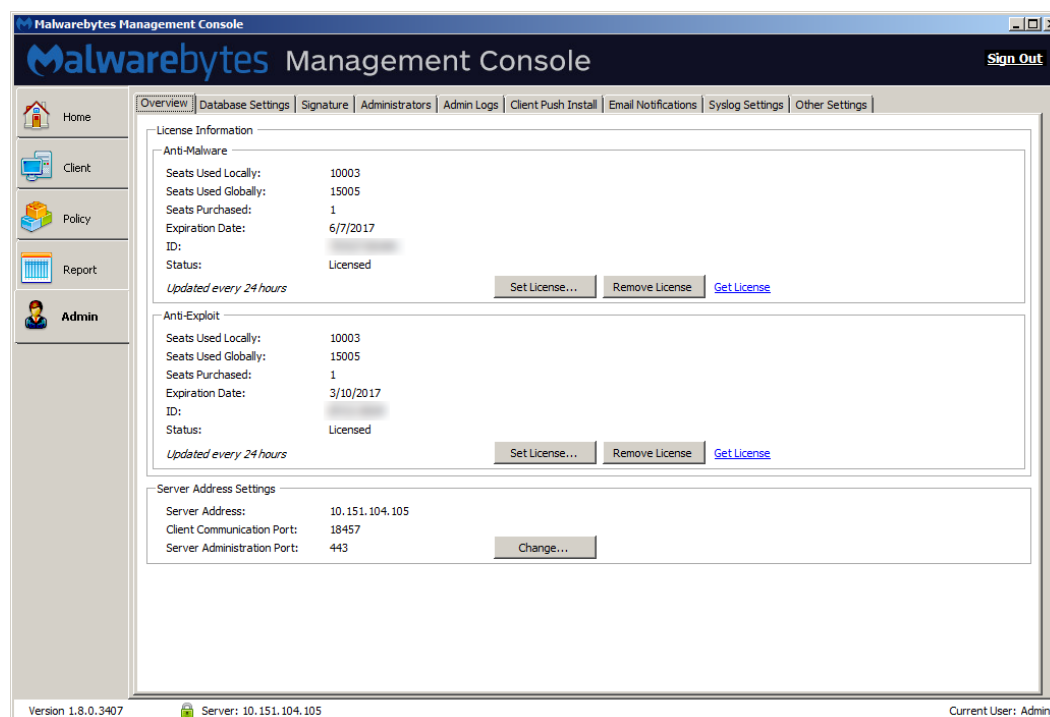 Malwarebytes Management Console
Malwarebytes Management Console
Sign Out
Home
Client
Policy
Report
Admin
Overview Database Settings Signature Administrators Admin Logs Client Push Install Email Notifications Syslog Settings Other Settings
License Information
Anti-Malware
Seats Used Locally: 10003
Seats Used Globally: 15005
Seats Purchased: 1
Expiration Date: 6/7/2017
ID:
Status: Licensed
Updated every 24 hours Set License... Remove License Get License
Anti-Exploit
Seats Used Locally: 10003
Seats Used Globally: 15005
Seats Purchased: 1
Expiration Date: 3/10/2017
ID:
Status: Licensed
Updated every 24 hours Set License... Remove License Get License
Server Address Settings
Server Address: 10.151.104.105
Client Communication Port: 18457
Server Administration Port: 443 Change...
Version 1.8.0.3407 Server: 10.151.104.105 Current User: Admin